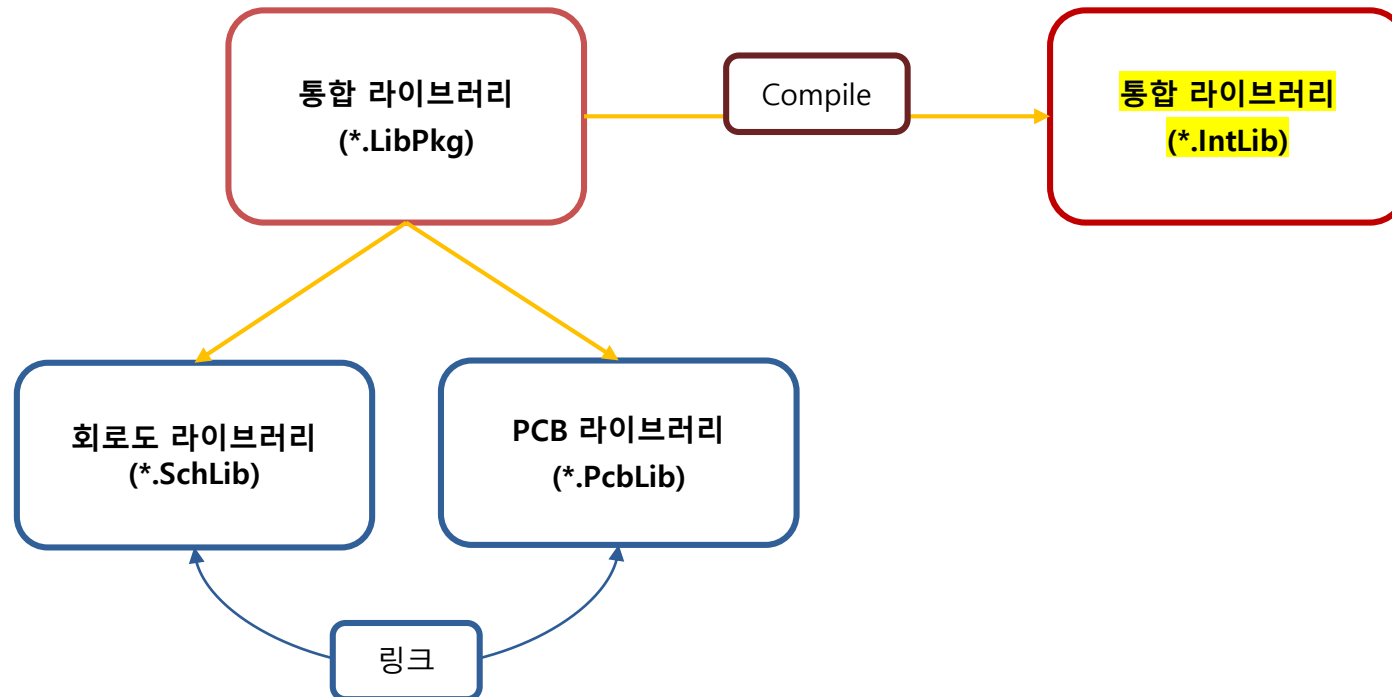 통합 라이브러리
(*.LibPkg)
Compile
통합 라이브러리
(*.IntLib)
회로도 라이브러리
(*.SchLib)
PCB 라이브러리
(*.PcbLib)
링크